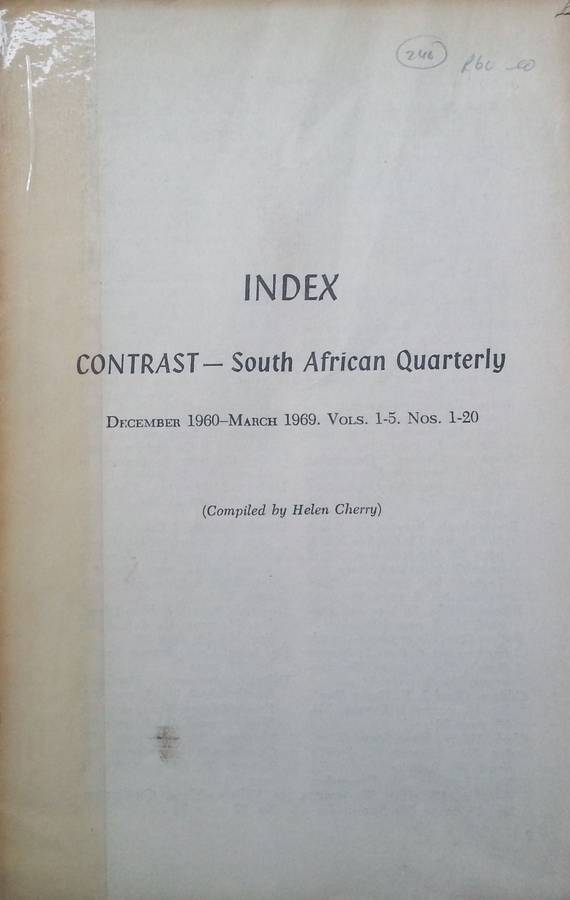 246
R60-00
INDEX
CONTRAST — South African Quarterly
DECEMBER 1960–MARCH 1969. VOLS. 1-5. NOS. 1-20
(Compiled by Helen Cherry)